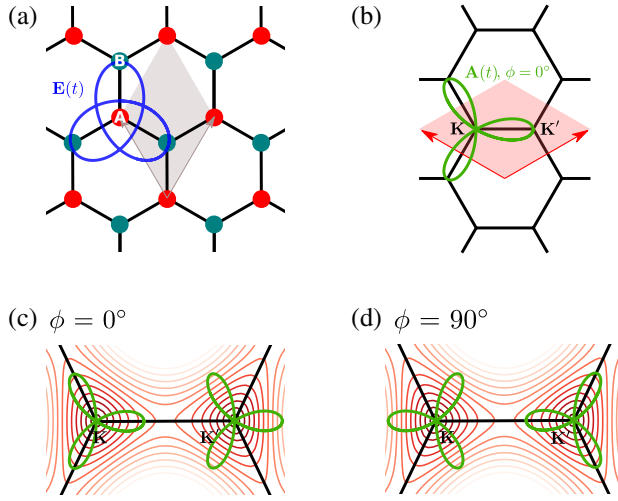 (a)
B
E(t)
A
(b)
A(t), ϕ = 0°
K K′
(c) ϕ = 0°
K K′
(d) ϕ = 90°
K K′